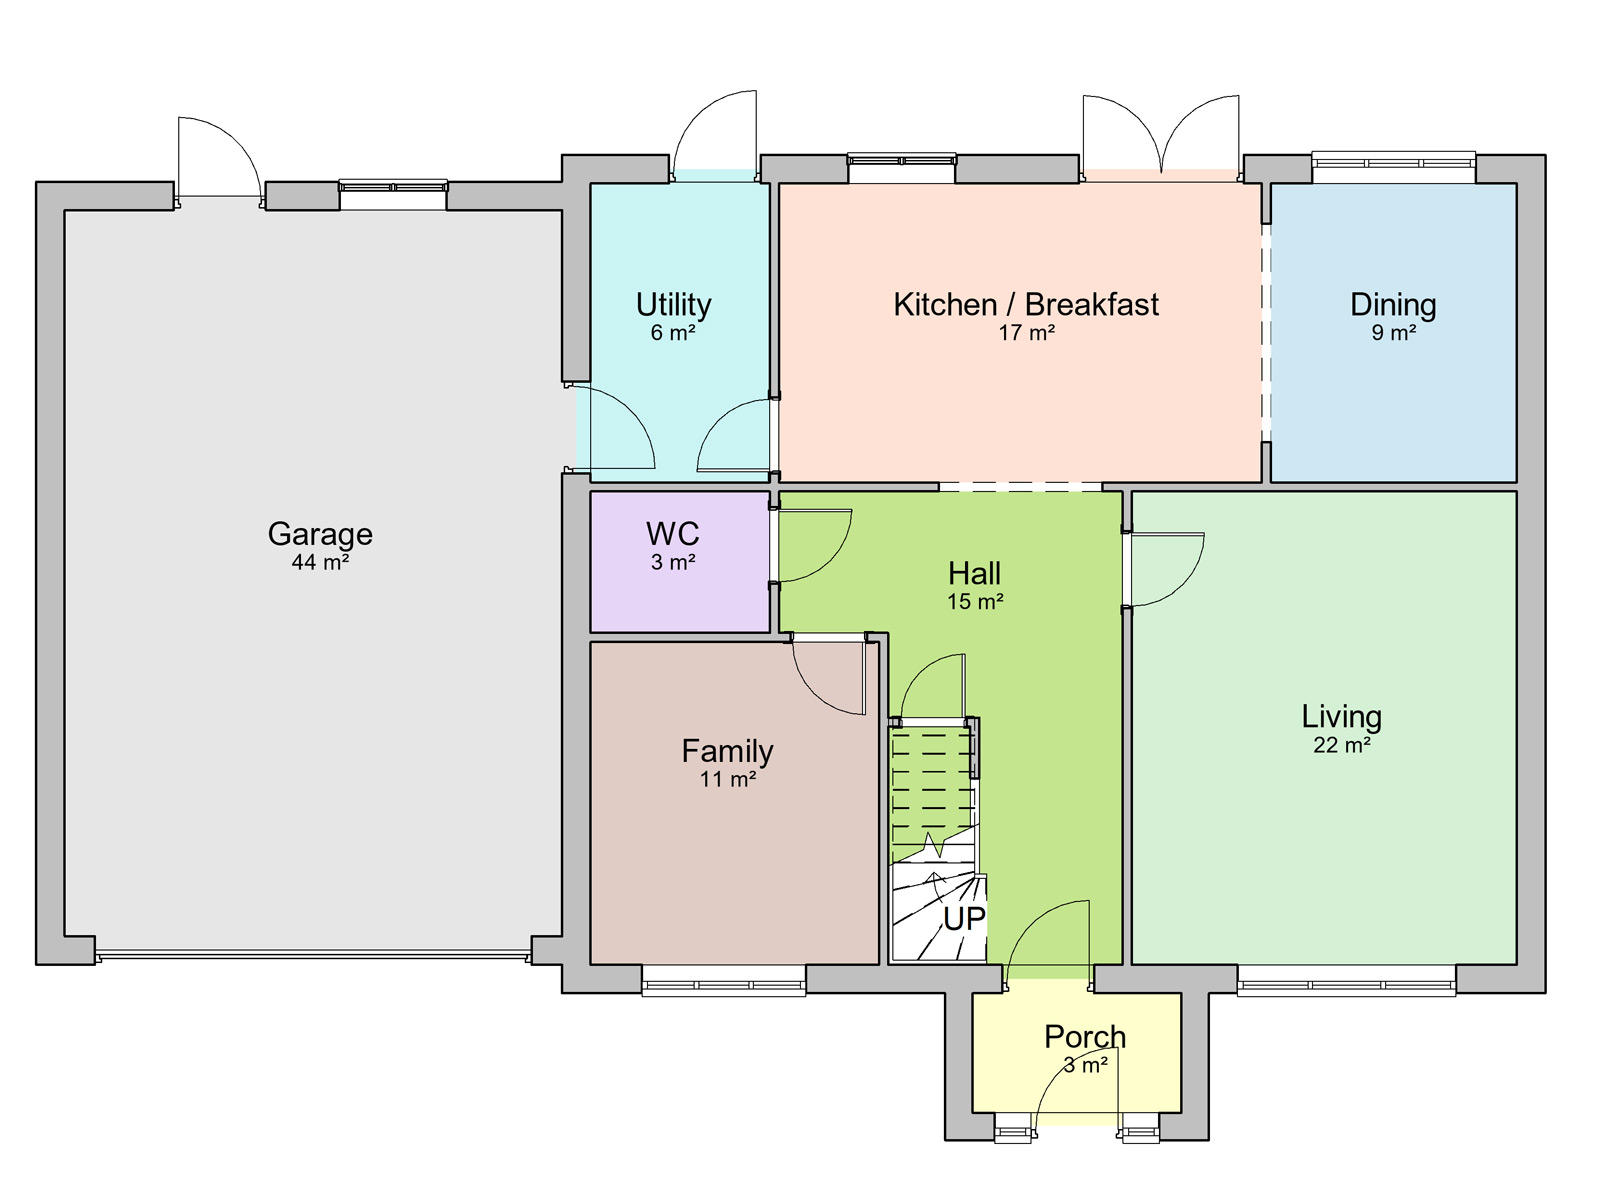 Utility
6 m²
Kitchen / Breakfast
17 m²
Dining
9 m²
Garage
44 m²
WC
3 m²
Hall
15 m²
Living
22 m²
Family
11 m²
UP
Porch
3 m²